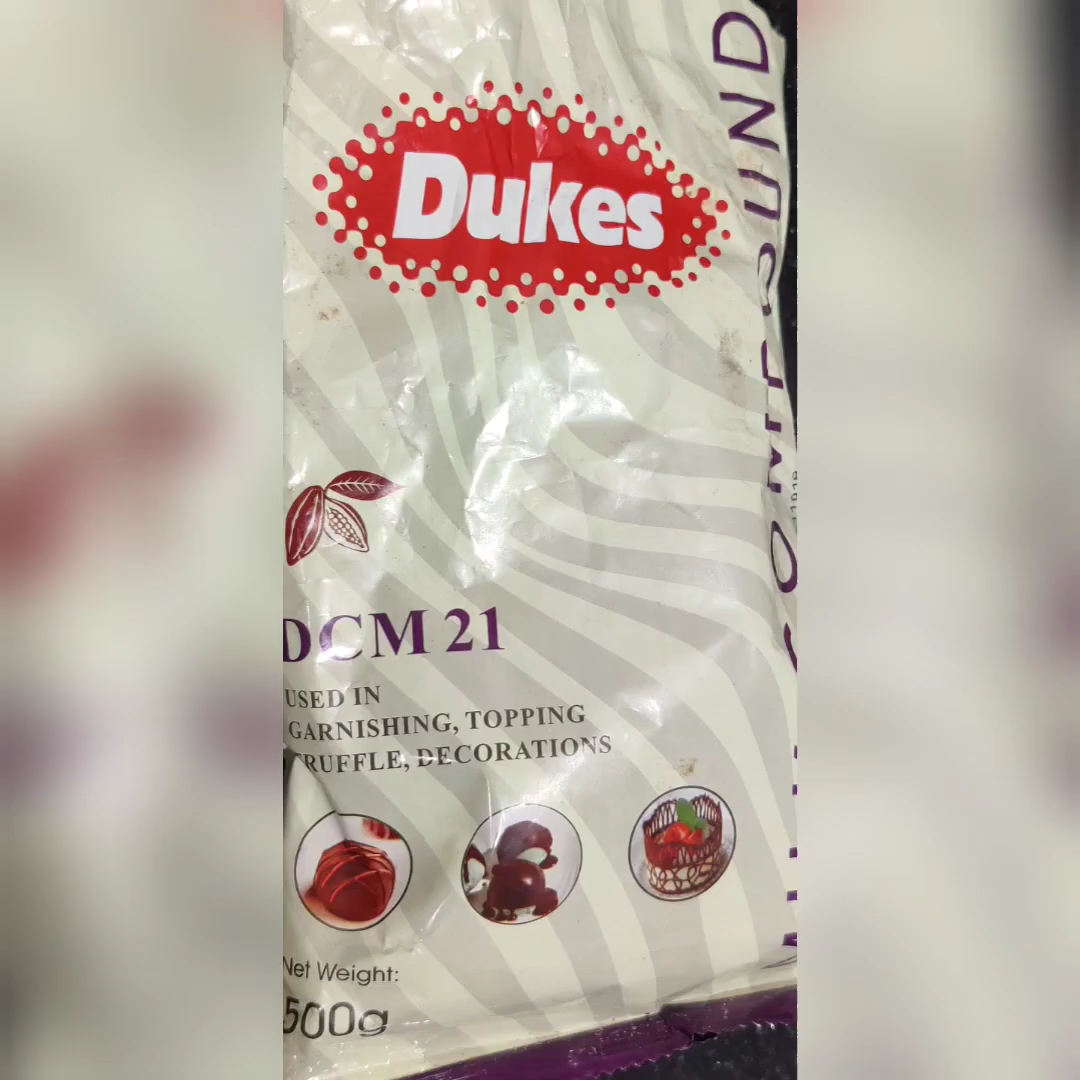 Dukes
DCM 21
USED IN
GARNISHING, TOPPING
TRUFFLE, DECORATIONS
Net Weight:
500g
COMPOUND